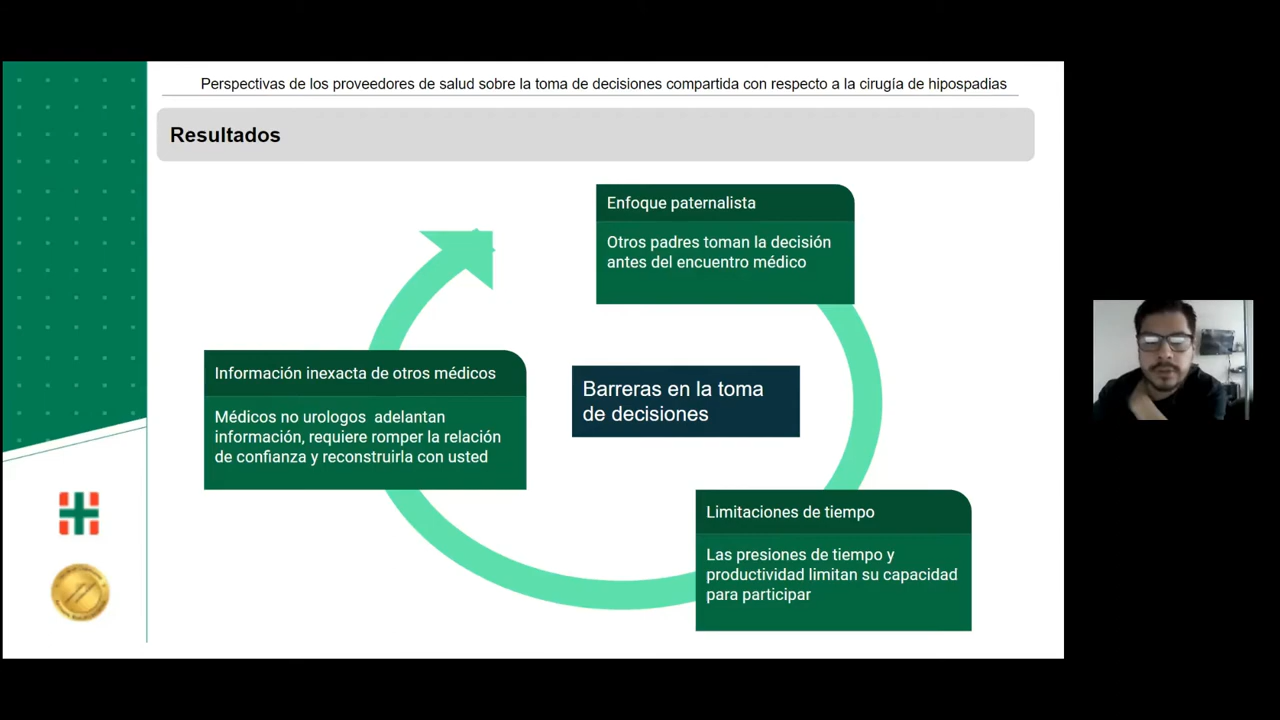 Perspectivas de los proveedores de salud sobre la toma de decisiones compartida con respecto a la cirugía de hipospadias
Resultados
Enfoque paternalista
Otros padres toman la decisión
antes del encuentro médico
Información inexacta de otros médicos
Médicos no urologos adelantan
información, requiere romper la relación
de confianza y reconstruirla con usted
Barreras en la toma
de decisiones
Limitaciones de tiempo
Las presiones de tiempo y
productividad limitan su capacidad
para participar